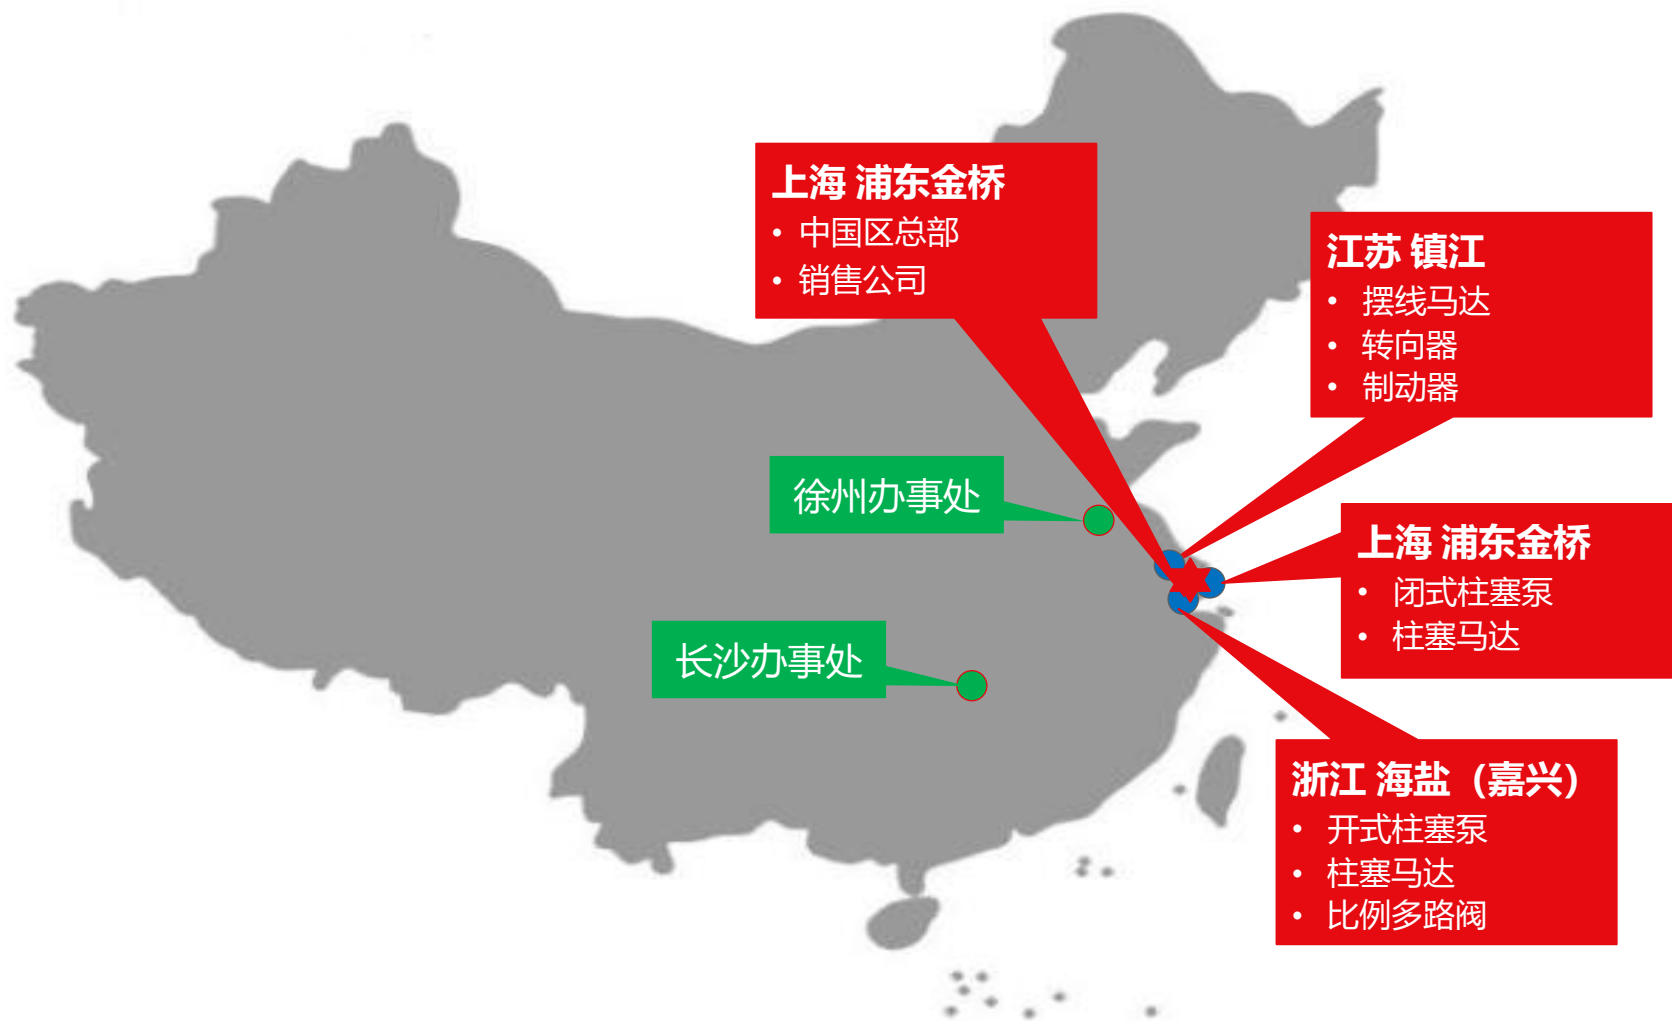 上海 浦东金桥
• 中国区总部
• 销售公司
江苏 镇江
• 摆线马达
• 转向器
• 制动器
徐州办事处
上海 浦东金桥
• 闭式柱塞泵
• 柱塞马达
长沙办事处
浙江 海盐（嘉兴）
• 开式柱塞泵
• 柱塞马达
• 比例多路阀